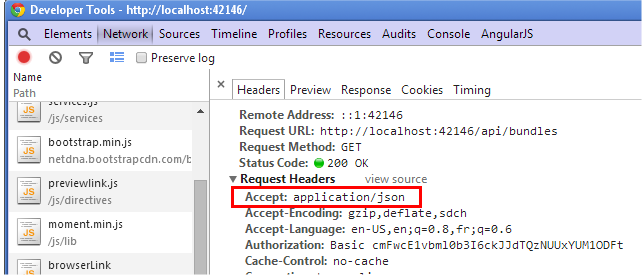 Developer Tools - http://localhost:42146/
Elements Network Sources Timeline Profiles Resources Audits Console AngularJS
Preserve log
Name
Path
services.js
/js/services
bootstrap.min.js
netdna.bootstrapcdn.com/b
previewlink.js
/js/directives
moment.min.js
/js/lib
browserLink
× Headers Preview Response Cookies Timing
Remote Address: ::1:42146
Request URL: http://localhost:42146/api/bundles
Request Method: GET
Status Code: 200 OK
Request Headers view source
Accept: application/json
Accept-Encoding: gzip,deflate,sdch
Accept-Language: en-US,en;q=0.8,fr;q=0.6
Authorization: Basic cmFwcE1vbml0b3I6ckJJdTQzNUUxYUM1ODFt
Cache-Control: no-cache